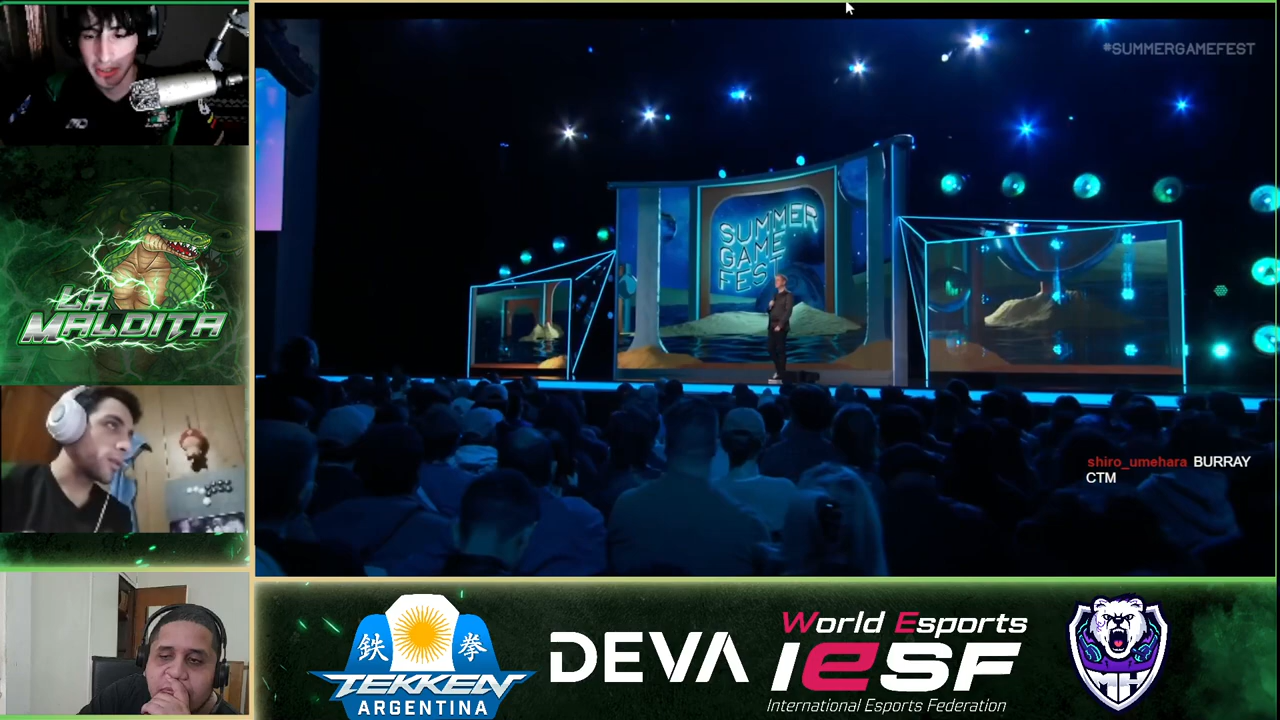 #SUMMERGAMEFEST
SUMMER
GAME
FEST
LA
MALDITA
shiro_umehara BURRAY
CTM
鉄 拳
TEKKEN
ARGENTINA
DEVA
World Esports
IESF
International Esports Federation
MH